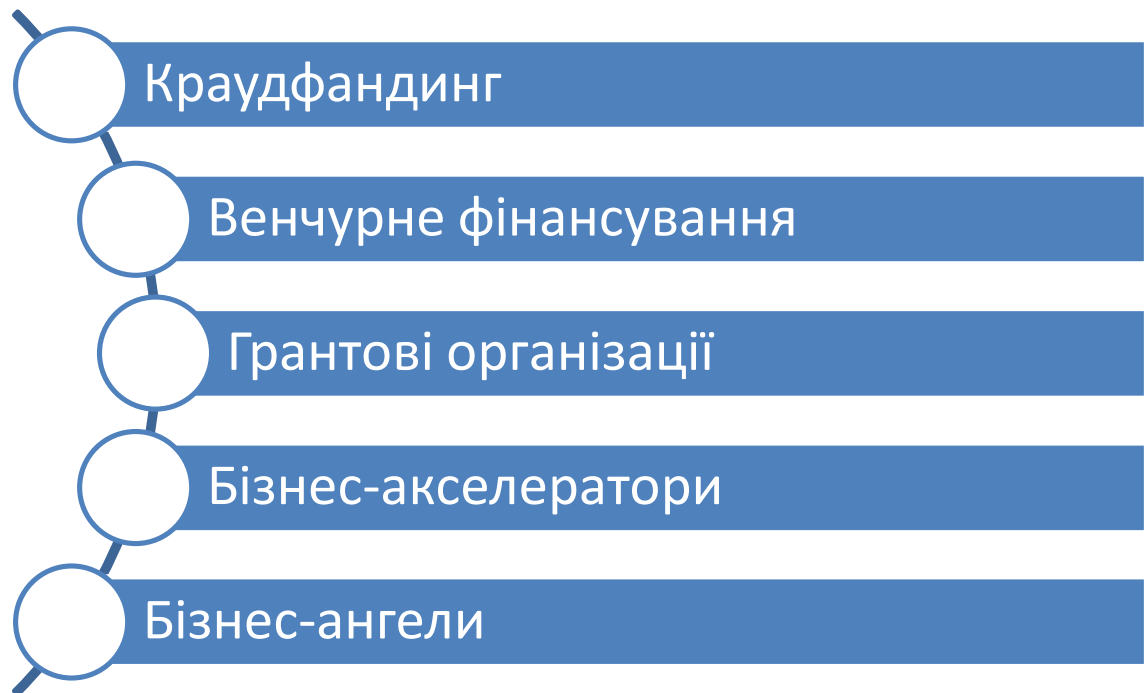 Краудфандинг
Венчурне фінансування
Грантові організації
Бізнес-акселератори
Бізнес-ангели